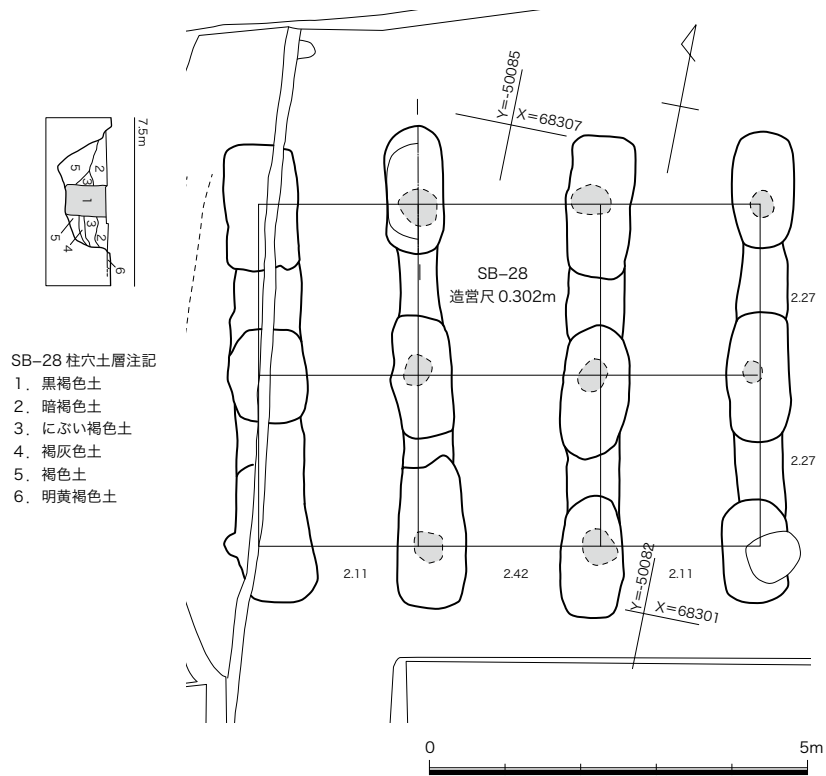 7.5m
5
2
3
1
3
2
5
4
6
SB–28 柱穴土層注記
1．黒褐色土
2．暗褐色土
3．にぶい褐色土
4．褐灰色土
5．褐色土
6．明黄褐色土
Y=-50085
X=68307
SB–28
造営尺 0.302m
2.27
2.27
2.11
2.42
2.11
Y=-50082
X=68301
0
5m